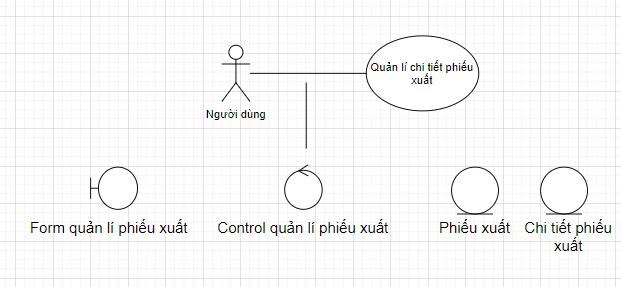 Quản lí chi tiết phiếu
xuất
Người dùng
Form quản lí phiếu xuất
Control quản lí phiếu xuất
Phiếu xuất
Chi tiết phiếu
xuất